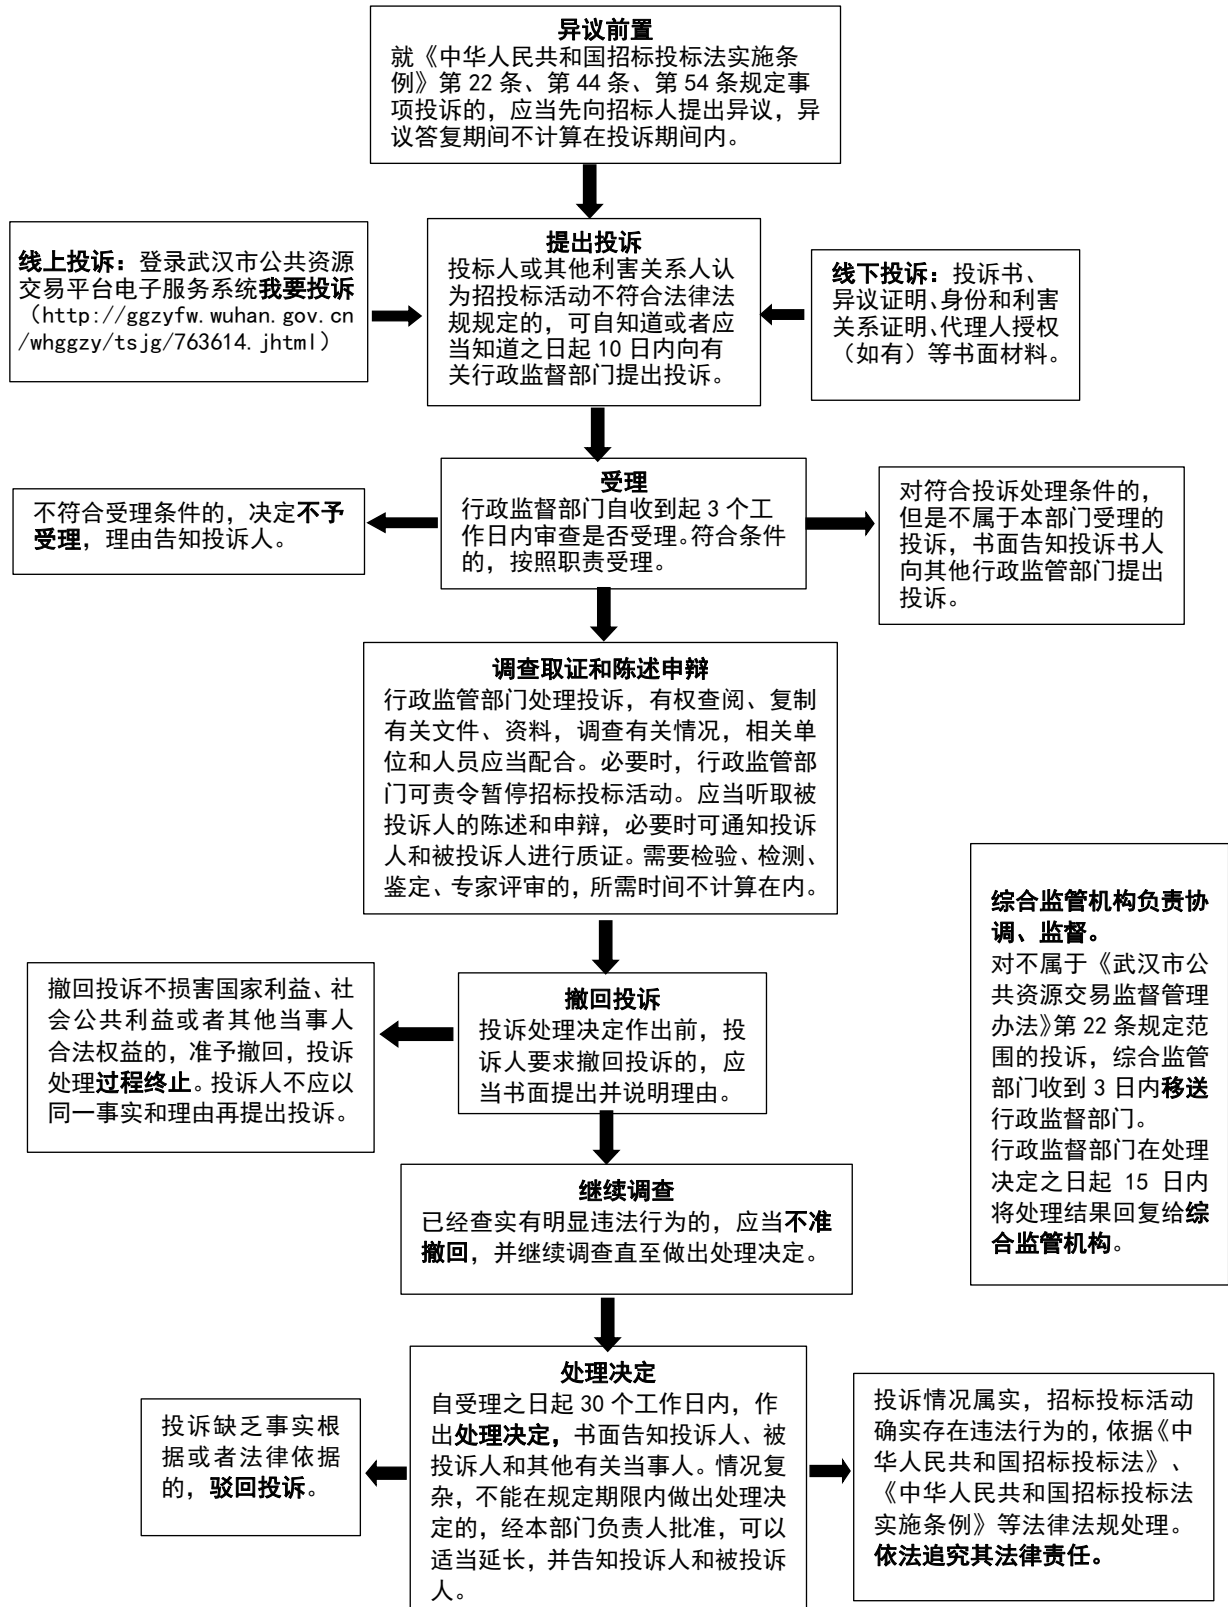 异议前置
就《中华人民共和国招标投标法实施条
例》第 22 条、第 44 条、第 54 条规定事
项投诉的，应当先向招标人提出异议，异
议答复期间不计算在投诉期间内。
线上投诉：登录武汉市公共资源
交易平台电子服务系统我要投诉
（http://ggzyfw.wuhan.gov.cn
/whggzy/tsjg/763614.jhtml）
提出投诉
投标人或其他利害关系人认
为招投标活动不符合法律法
规规定的，可自知道或者应
当知道之日起 10 日内向有
关行政监督部门提出投诉。
线下投诉：投诉书、
异议证明、身份和利害
关系证明、代理人授权
（如有）等书面材料。
不符合受理条件的，决定不予
受理，理由告知投诉人。
受理
行政监督部门自收到起 3 个工
作日内审查是否受理。符合条件
的，按照职责受理。
对符合投诉处理条件的，
但是不属于本部门受理的
投诉，书面告知投诉书人
向其他行政监管部门提出
投诉。
调查取证和陈述申辩
行政监管部门处理投诉，有权查阅、复制
有关文件、资料，调查有关情况，相关单
位和人员应当配合。必要时，行政监管部
门可责令暂停招标投标活动。应当听取被
投诉人的陈述和申辩，必要时可通知投诉
人和被投诉人进行质证。需要检验、检测、
鉴定、专家评审的，所需时间不计算在内。
综合监管机构负责协
调、监督。
对不属于《武汉市公
共资源交易监督管理
办法》第 22 条规定范
围的投诉，综合监管
部门收到 3 日内移送
行政监督部门。
行政监督部门在处理
决定之日起 15 日内
将处理结果回复给综
合监管机构。
撤回投诉不损害国家利益、社
会公共利益或者其他当事人
合法权益的，准予撤回，投诉
处理过程终止。投诉人不应以
同一事实和理由再提出投诉。
撤回投诉
投诉处理决定作出前，投
诉人要求撤回投诉的，应
当书面提出并说明理由。
继续调查
已经查实有明显违法行为的，应当不准
撤回，并继续调查直至做出处理决定。
投诉缺乏事实根
据或者法律依据
的，驳回投诉。
处理决定
自受理之日起 30 个工作日内，作
出处理决定，书面告知投诉人、被
投诉人和其他有关当事人。情况复
杂，不能在规定期限内做出处理决
定的，经本部门负责人批准，可以
适当延长，并告知投诉人和被投诉
人。
投诉情况属实，招标投标活动
确实存在违法行为的，依据《中
华人民共和国招标投标法》、
《中华人民共和国招标投标法
实施条例》等法律法规处理。
依法追究其法律责任。